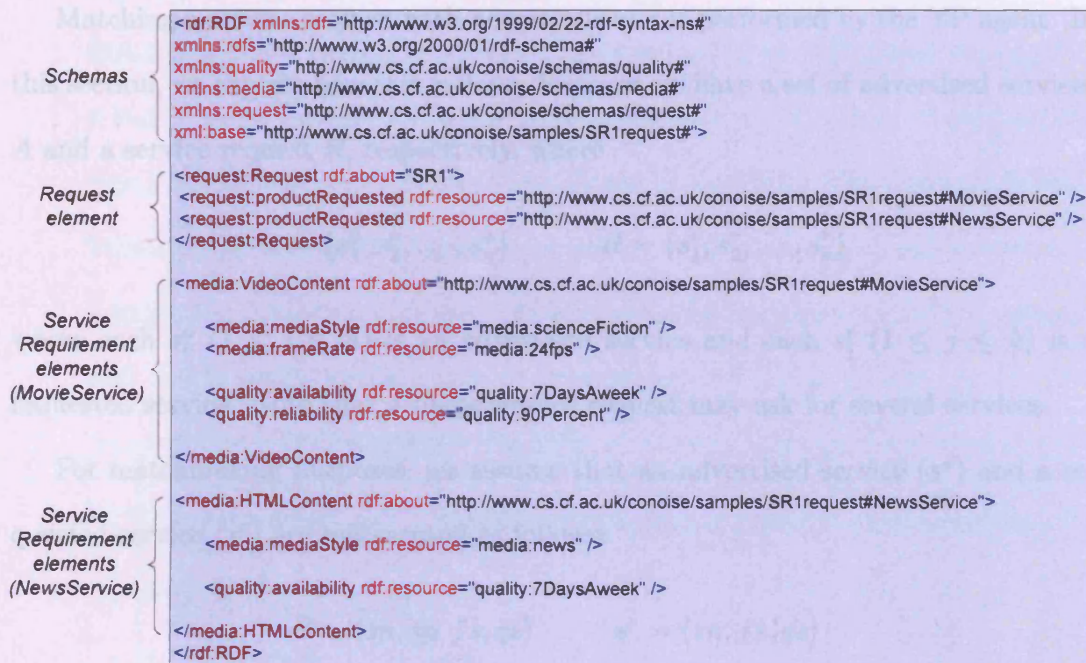 Schemas
<rdf:RDF xmlns:rdf="http://www.w3.org/1999/02/22-rdf-syntax-ns#
xmlns:rdfs="http://www.w3.org/2000/01/rdf-schema#"
xmlns:quality="http://www.cs.cf.ac.uk/conoise/schemas/quality#"
xmlns:media="http://www.cs.cf.ac.uk/conoise/schemas/media#"
xmlns:request="http://www.cs.cf.ac.uk/conoise/schemas/request#
xml:base="http://www.cs.cf.ac.uk/conoise/samples/SR1request#">
Request
element
<request:Request rdf:about="SR1">
<request:productRequested rdf:resource="http://www.cs.cf.ac.uk/conoise/samples/SR1request#MovieService" />
<request:productRequested rdf:resource="http://www.cs.cf.ac.uk/conoise/samples/SR1request#NewsService" />
</request:Request>
Service
Requirement
elements
(MovieService)
<media:VideoContent rdf:about="http://www.cs.cf.ac.uk/conoise/samples/SR1request#MovieService">
<media:mediaStyle rdf:resource="media:scienceFiction" />
<media:frameRate rdf:resource="media:24fps" />
<quality:availability rdf:resource="quality:7DaysAweek" />
<quality:reliability rdf:resource="quality:90Percent" />
</media:VideoContent>
Service
Requirement
elements
(NewsService)
<media:HTMLContent rdf:about="http://www.cs.cf.ac.uk/conoise/samples/SR1request#NewsService">
<media:mediaStyle rdf:resource="media:news" />
<quality:availability rdf:resource="quality:7DaysAweek" />
</media:HTMLContent>
</rdf:RDF>